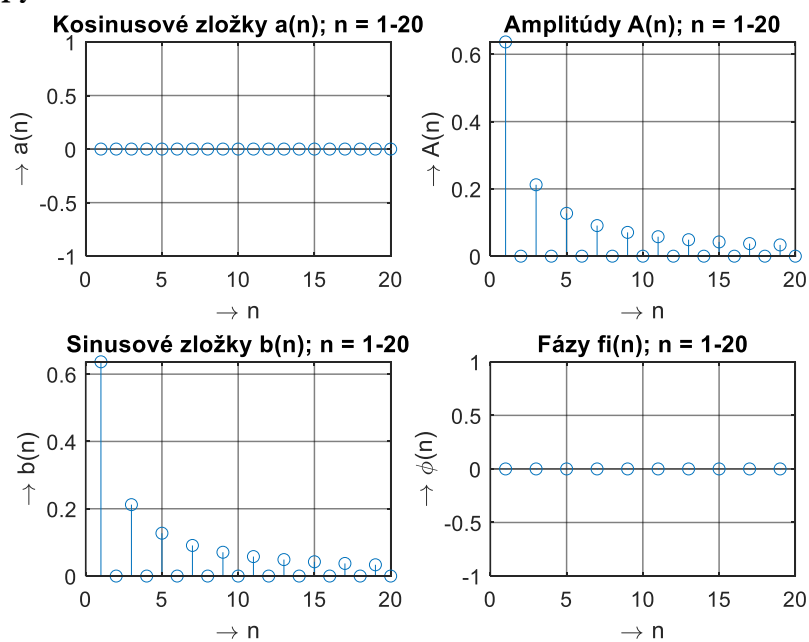 Kosinusové zložky a(n); n = 1-20
1
0.5
0
-0.5
-1
→ a(n)
0 5 10 15 20
→ n
Amplitúdy A(n); n = 1-20
0.6
0.4
0.2
0
→ A(n)
0 5 10 15 20
→ n
Sinusové zložky b(n); n = 1-20
0.6
0.4
0.2
0
→ b(n)
0 5 10 15 20
→ n
Fázy fi(n); n = 1-20
1
0.5
0
-0.5
-1
→ ϕ(n)
0 5 10 15 20
→ n